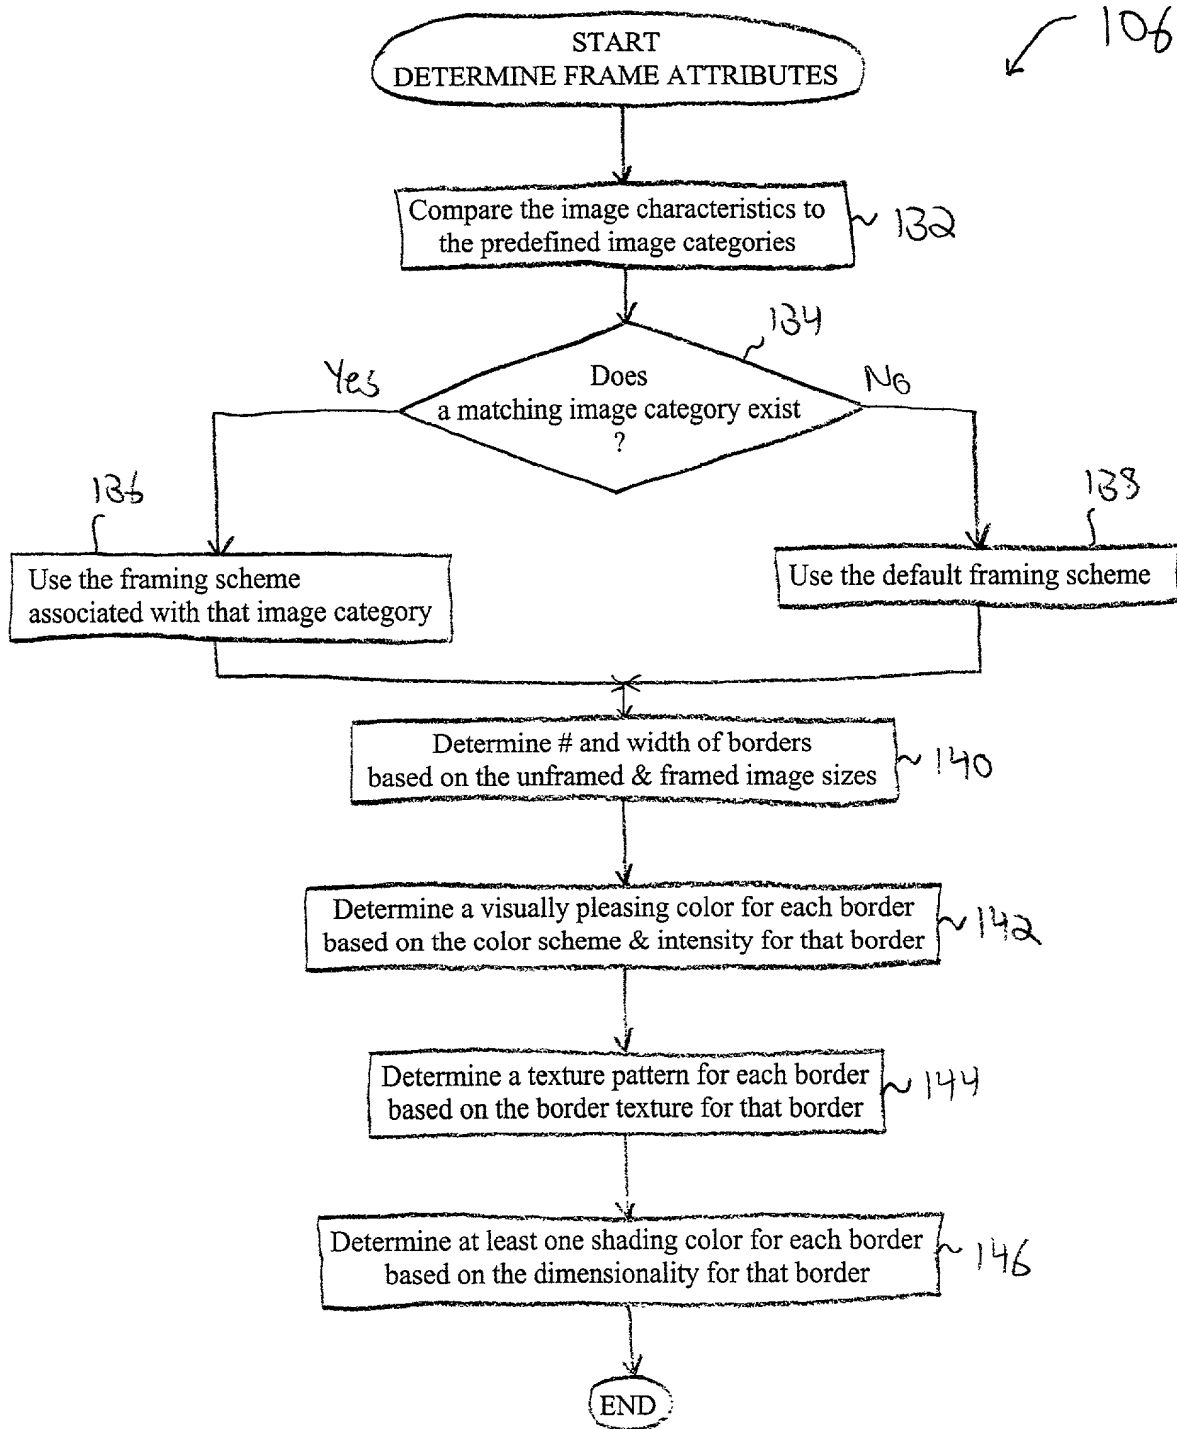 106
START
DETERMINE FRAME ATTRIBUTES
Compare the image characteristics to
the predefined image categories
132
134
Yes
No
Does
a matching image category exist
?
136
138
Use the framing scheme
associated with that image category
Use the default framing scheme
Determine # and width of borders
based on the unframed & framed image sizes
140
Determine a visually pleasing color for each border
based on the color scheme & intensity for that border
142
Determine a texture pattern for each border
based on the border texture for that border
144
Determine at least one shading color for each border
based on the dimensionality for that border
146
END